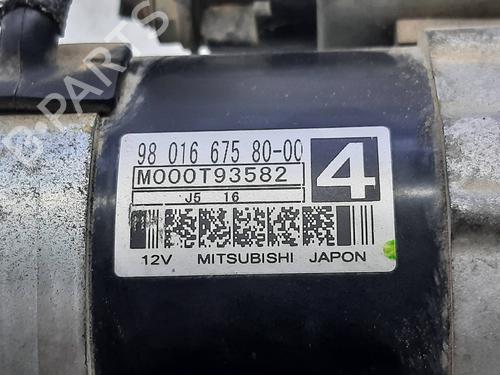 B-PARTS
98 016 675 80-00
M000T93582
4
J5 16
12V MITSUBISHI JAPON